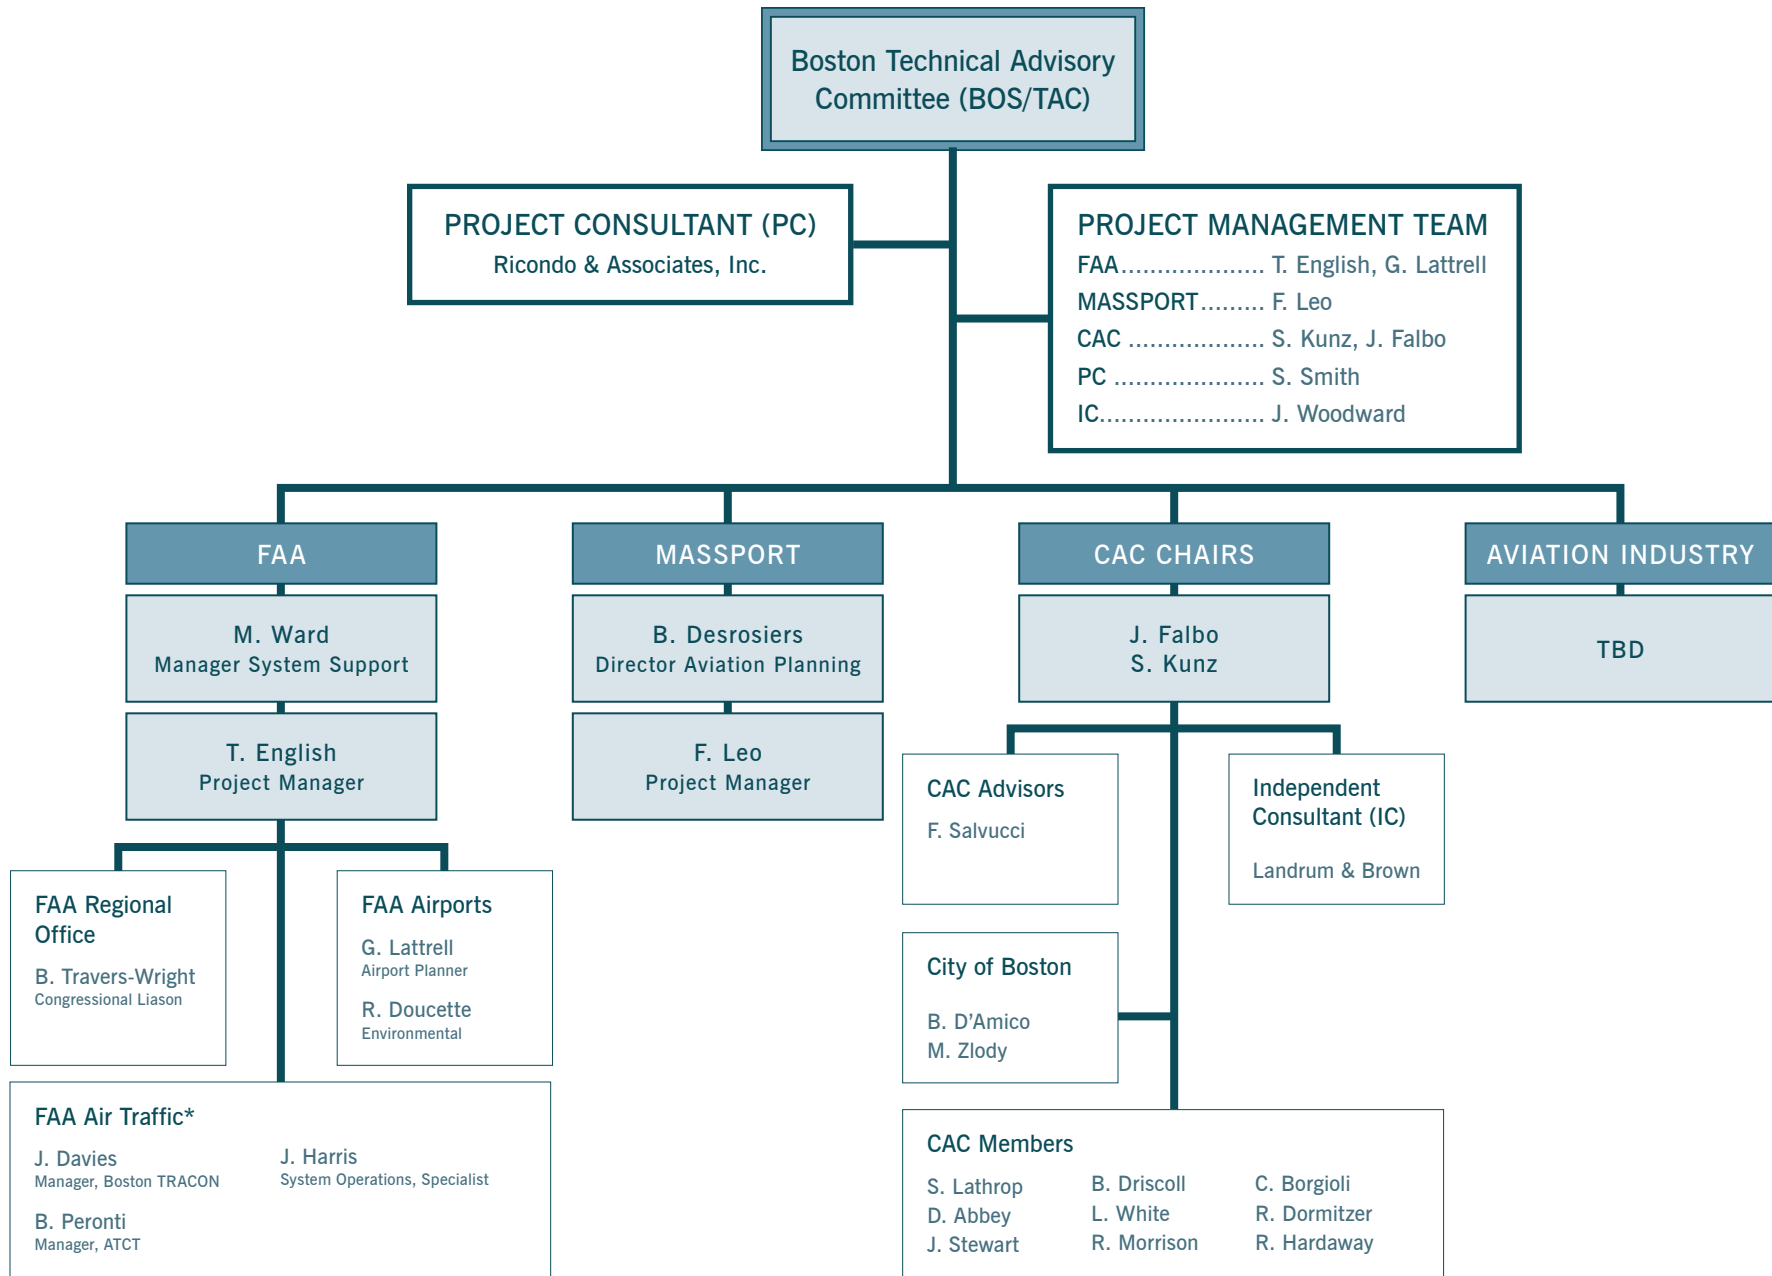 Boston Technical Advisory
Committee (BOS/TAC)
PROJECT CONSULTANT (PC)
Ricondo & Associates, Inc.
PROJECT MANAGEMENT TEAM
FAA.................... T. English, G. Lattrell
MASSPORT......... F. Leo
CAC ................... S. Kunz, J. Falbo
PC ..................... S. Smith
IC....................... J. Woodward
FAA
M. Ward
Manager System Support
T. English
Project Manager
MASSPORT
B. Desrosiers
Director Aviation Planning
F. Leo
Project Manager
CAC CHAIRS
J. Falbo
S. Kunz
AVIATION INDUSTRY
TBD
FAA Regional
Office
B. Travers-Wright
Congressional Liason
FAA Airports
G. Lattrell
Airport Planner
R. Doucette
Environmental
FAA Air Traffic*
J. Davies
Manager, Boston TRACON
B. Peronti
Manager, ATCT
J. Harris
System Operations, Specialist
CAC Advisors
F. Salvucci
Independent
Consultant (IC)
Landrum & Brown
City of Boston
B. D’Amico
M. Zlody
CAC Members
S. Lathrop
D. Abbey
J. Stewart
B. Driscoll
L. White
R. Morrison
C. Borgioli
R. Dormitzer
R. Hardaway